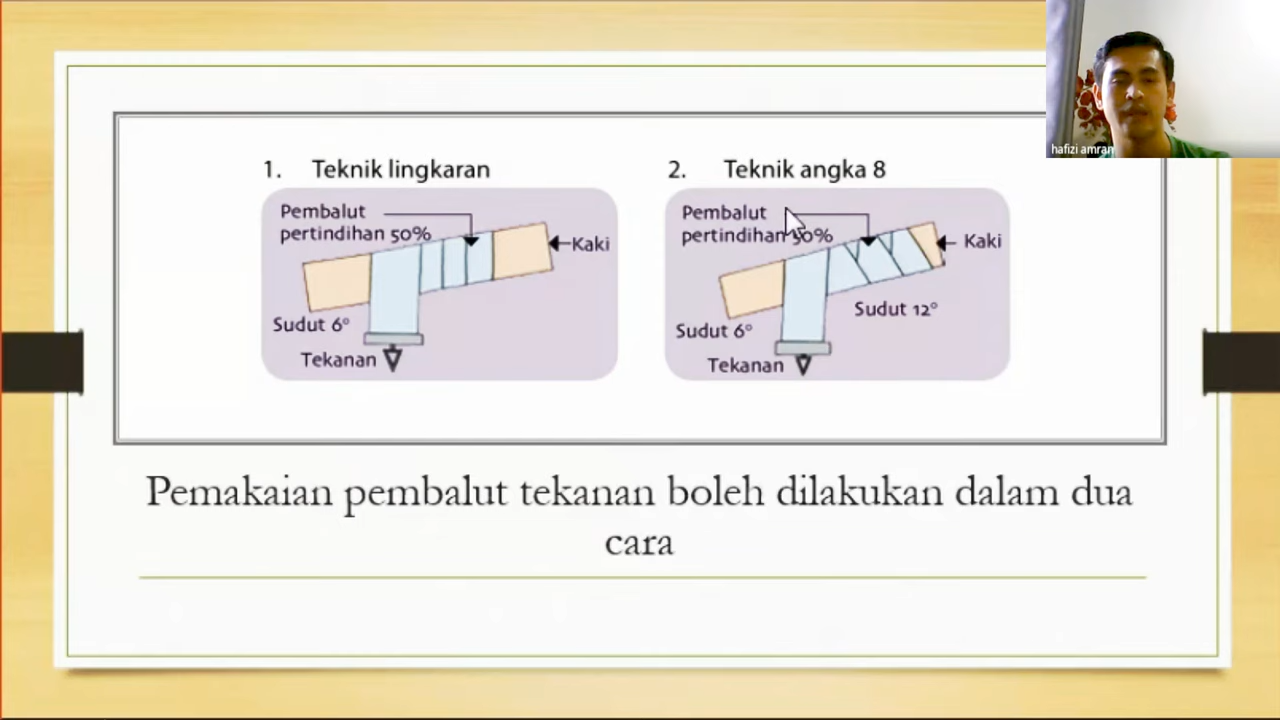 hafizi amran
1. Teknik lingkaran
Pembalut
pertindihan 50%
Kaki
Sudut 6°
Tekanan
2. Teknik angka 8
Pembalut
pertindihan 50%
Kaki
Sudut 12°
Sudut 6°
Tekanan
Pemakaian pembalut tekanan boleh dilakukan dalam dua
cara